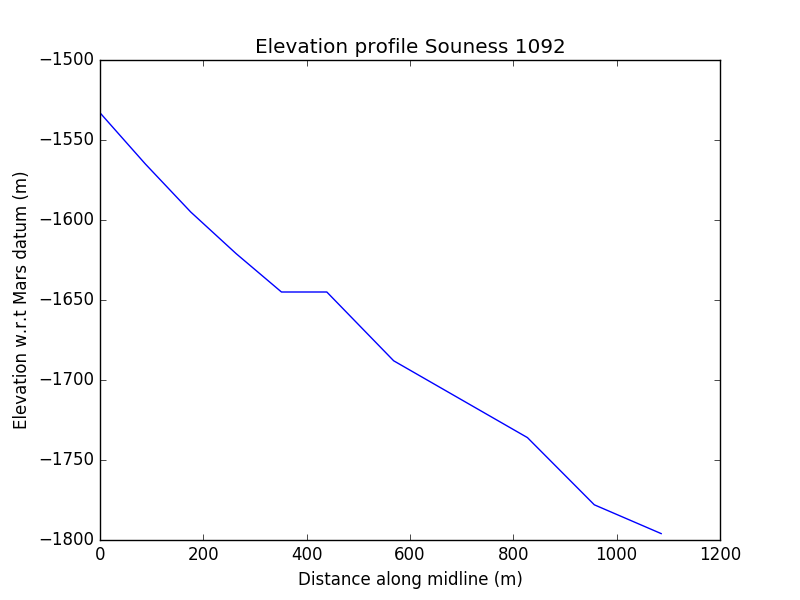 Elevation profile Souness 1092
−1500
−1550
−1600
−1650
−1700
−1750
−1800
Elevation w.r.t Mars datum (m)
0 200 400 600 800 1000 1200
Distance along midline (m)